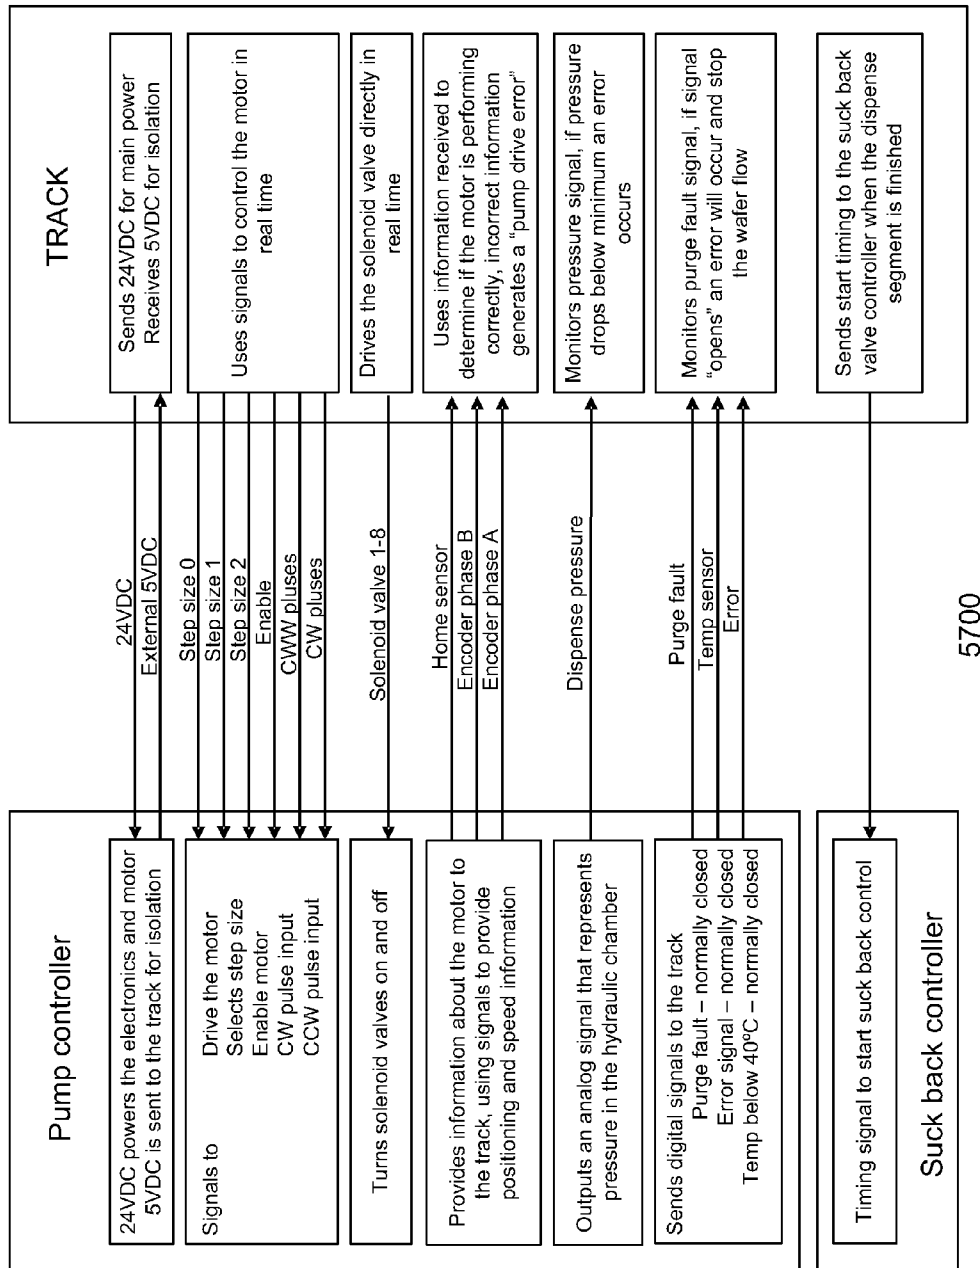 Pump controller
24VDC powers the electronics and motor
5VDC is sent to the track for isolation
Signals to
Drive the motor
Selects step size
Enable motor
CW pulse input
CCW pulse input
Turns solenoid valves on and off
Provides information about the motor to
the track, using signals to provide
positioning and speed information
Outputs an analog signal that represents
pressure in the hydraulic chamber
Sends digital signals to the track
Purge fault – normally closed
Error signal – normally closed
Temp below 40ºC – normally closed
Timing signal to start suck back control
Suck back controller
24VDC
External 5VDC
Step size 0
Step size 1
Step size 2
Enable
CWW pluses
CW pluses
Solenoid valve 1-8
Home sensor
Encoder phase B
Encoder phase A
Dispense pressure
Purge fault
Temp sensor
Error
TRACK
Sends 24VDC for main power
Receives 5VDC for isolation
Uses signals to control the motor in
real time
Drives the solenoid valve directly in
real time
Uses information received to
determine if the motor is performing
correctly, incorrect information
generates a “pump drive error”
Monitors pressure signal, if pressure
drops below minimum an error
occurs
Monitors purge fault signal, if signal
“opens” an error will occur and stop
the wafer flow
Sends start timing to the suck back
valve controller when the dispense
segment is finished
5700